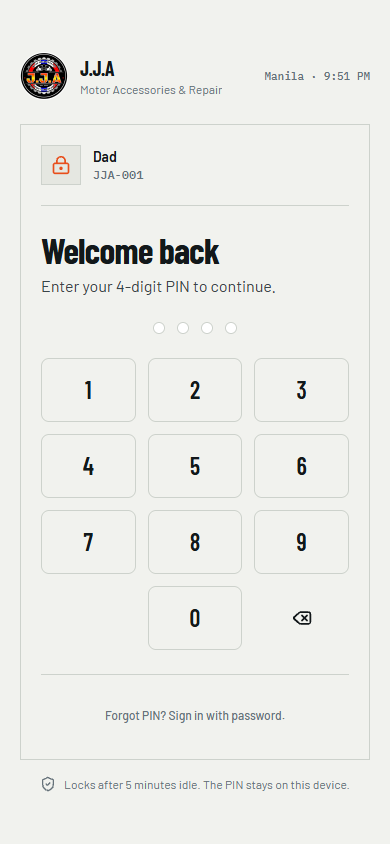 J.J.A
J.J.A
Motor Accessories & Repair
Manila · 9:51 PM
Dad
JJA-001
Welcome back
Enter your 4-digit PIN to continue.
1 2 3
4 5 6
7 8 9
0
Forgot PIN? Sign in with password.
Locks after 5 minutes idle. The PIN stays on this device.